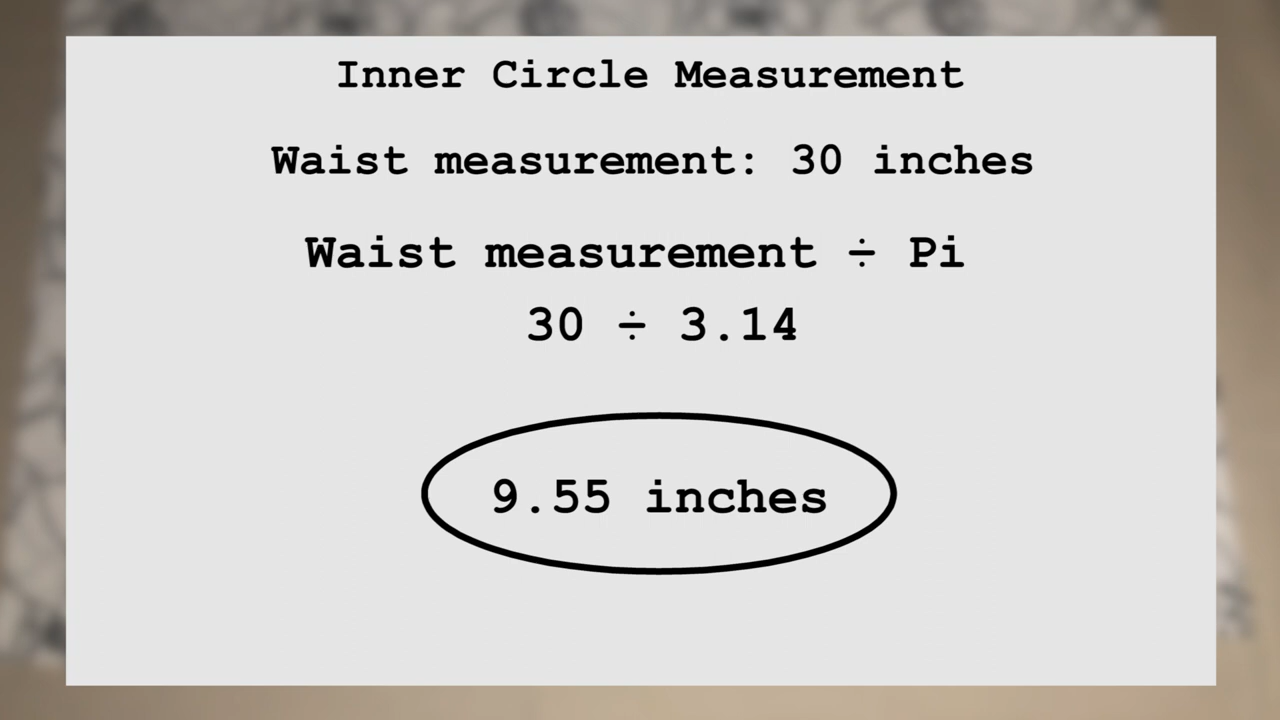 Inner Circle Measurement
Waist measurement: 30 inches
Waist measurement ÷ Pi
30 ÷ 3.14
9.55 inches